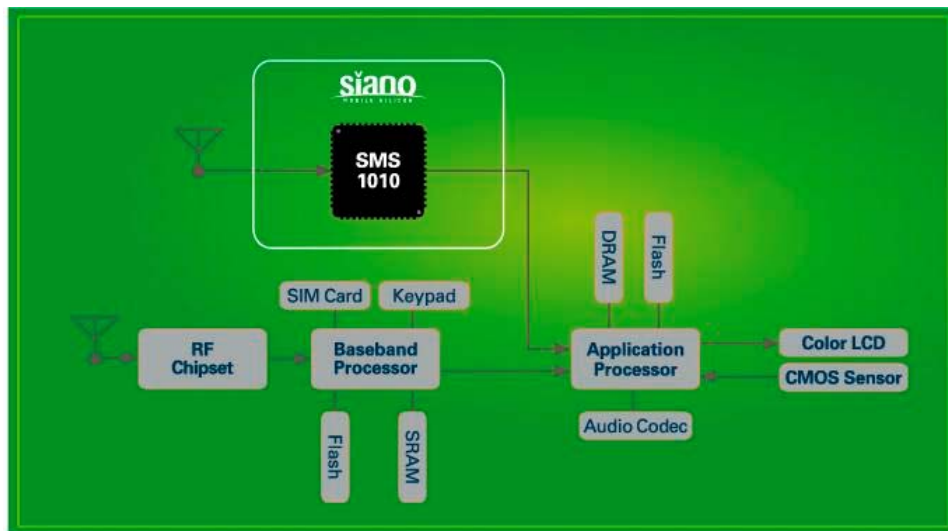 siano
MOBILE SILICON
SMS
1010
DRAM
Flash
SIM Card
Keypad
RF
Chipset
Baseband
Processor
Application
Processor
Color LCD
CMOS Sensor
Flash
SRAM
Audio Codec